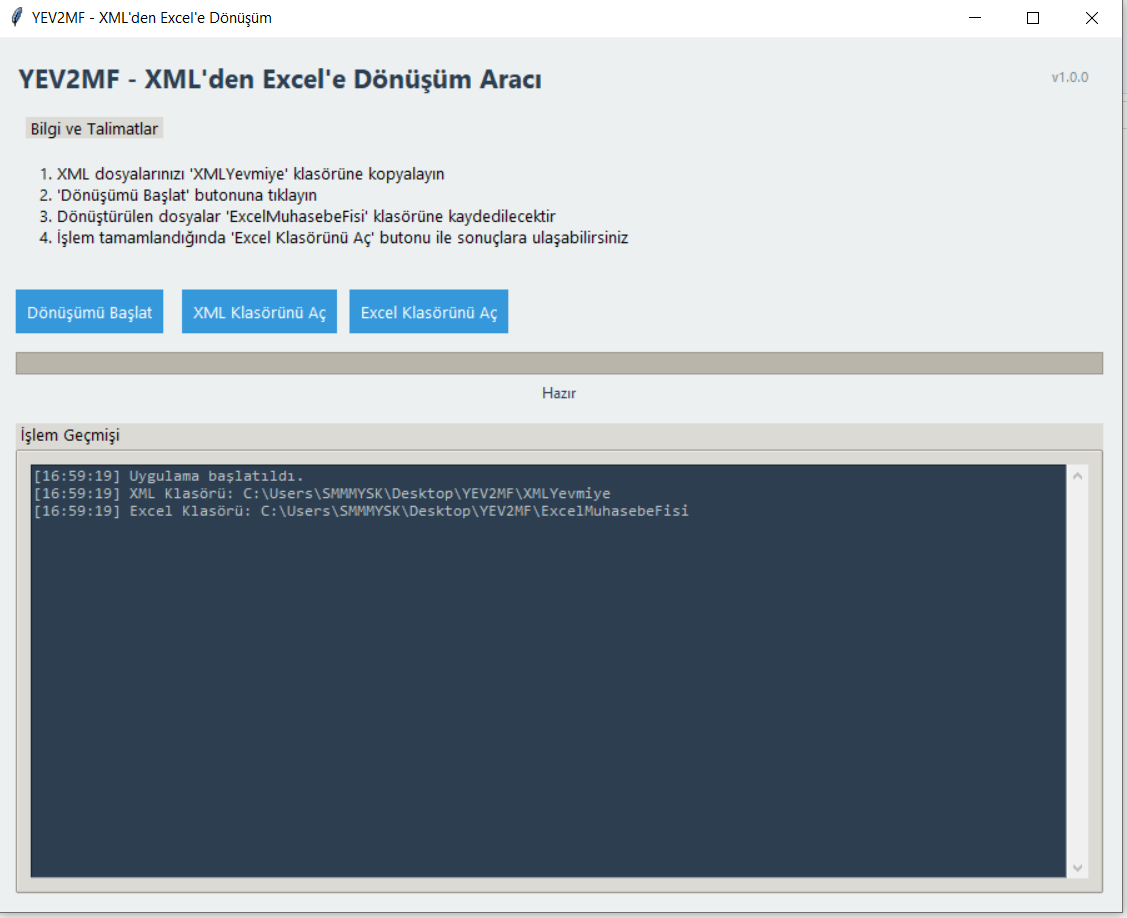 YEV2MF - XML'den Excel'e Dönüşüm
YEV2MF - XML'den Excel'e Dönüşüm Aracı
v1.0.0
Bilgi ve Talimatlar
1. XML dosyalarınızı 'XMLYevmiye' klasörüne kopyalayın
2. 'Dönüşümü Başlat' butonuna tıklayın
3. Dönüştürülen dosyalar 'ExcelMuhasebeFisi' klasörüne kaydedilecektir
4. İşlem tamamlandığında 'Excel Klasörünü Aç' butonu ile sonuçlara ulaşabilirsiniz
Dönüşümü Başlat
XML Klasörünü Aç
Excel Klasörünü Aç
Hazır
İşlem Geçmişi
[16:59:19] Uygulama başlatıldı.
[16:59:19] XML Klasörü: C:\Users\SMMMYSK\Desktop\YEV2MF\XMLYevmiye
[16:59:19] Excel Klasörü: C:\Users\SMMMYSK\Desktop\YEV2MF\ExcelMuhasebeFisi